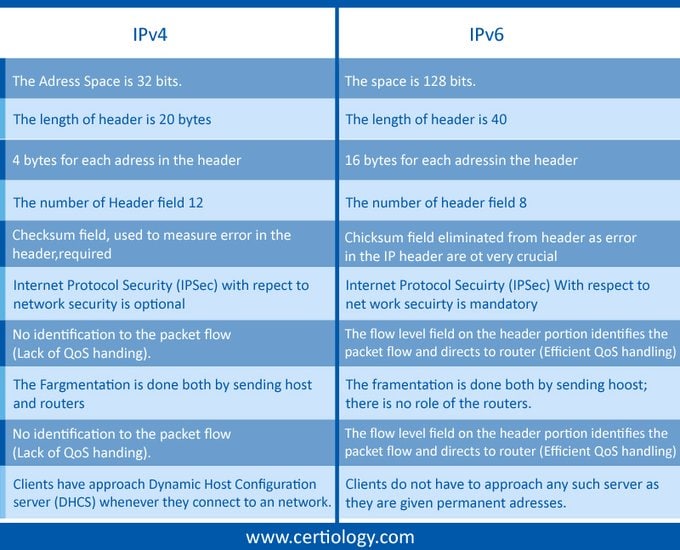 IPv4
IPv6
The Adress Space is 32 bits.
The space is 128 bits.
The length of header is 20 bytes
The length of header is 40
4 bytes for each adress in the header
16 bytes for each adressin the header
The number of Header field 12
The number of header field 8
Checksum field, used to measure error in the
header,required
Chicksum field eliminated from header as error
in the IP header are ot very crucial
Internet Protocol Security (IPSec) with repect to
network security is optional
Internet Protocol Secuirty (IPSec) With respect to
net work secuirty is mandatory
No identification to the packet flow
(Lack of QoS handing).
The flow level field on the header portion identifies the
packet flow and directs to router (Efficient QoS handling)
The Fargmentation is done both by sending host
and routers
The framentation is done both by sending hoost;
there is no role of the routers.
No identification to the packet flow
(Lack of QoS handing).
The flow level field on the header portion identifies the
packet flow and directs to router (Efficient QoS handling)
Clients have approach Dynamic Host Configuration
server (DHCS) whenever they connect to an network.
Clients do not have to approach any such server as
they are given permanent adresses.
www.certiology.com